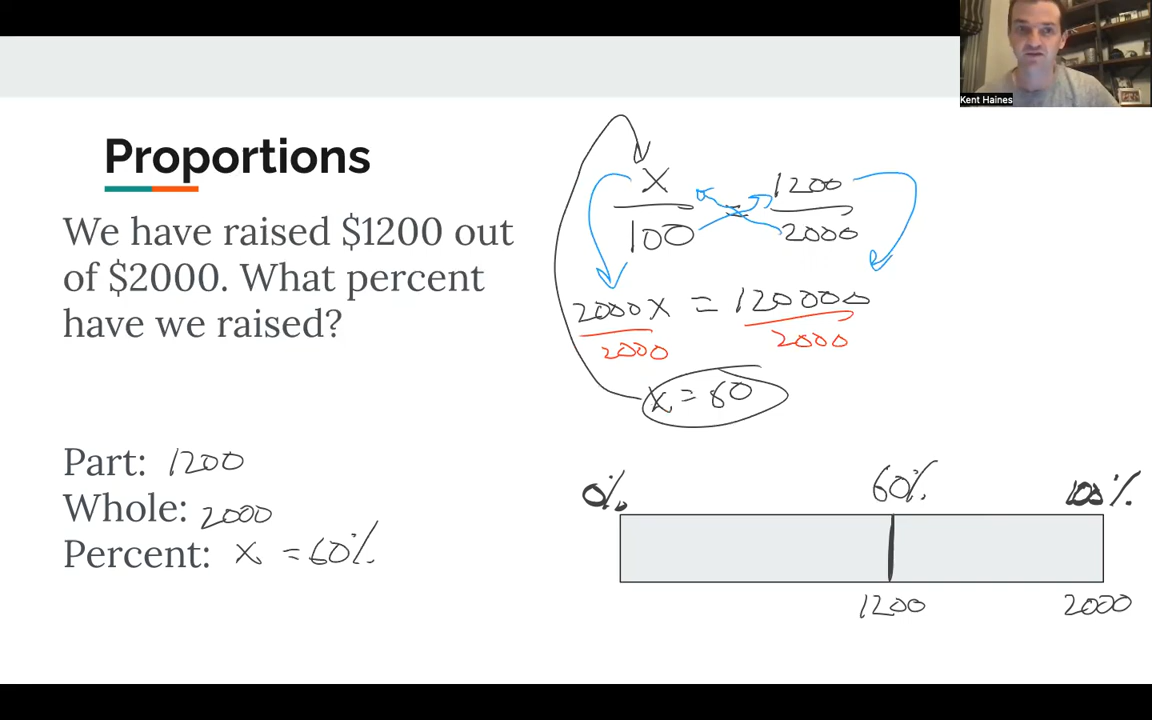 Kent Haines
Proportions
We have raised $1200 out
of $2000. What percent
have we raised?
Part: 1200
Whole: 2000
Percent: x = 60%
x/100 = 1200/2000
2000x = 120000
2000 2000
x = 60
0% 60% 100%
1200 2000